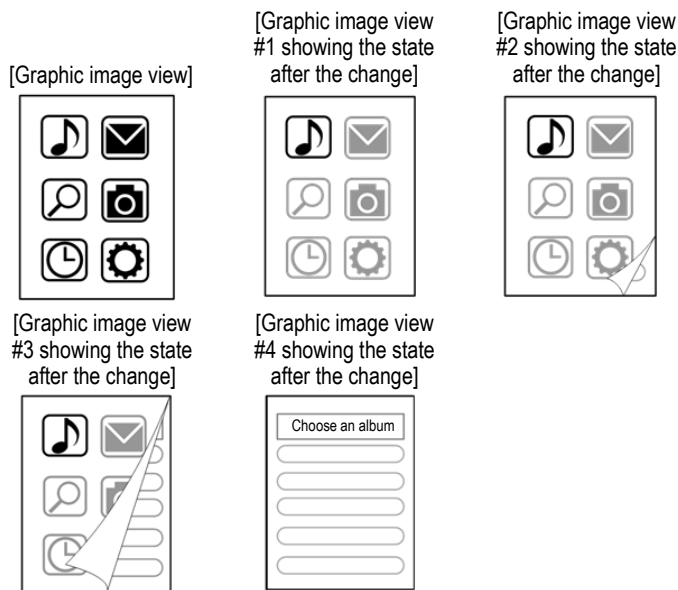 [Graphic image view]
[Graphic image view
#1 showing the state
after the change]
[Graphic image view
#2 showing the state
after the change]
[Graphic image view
#3 showing the state
after the change]
[Graphic image view
#4 showing the state
after the change]
Choose an album